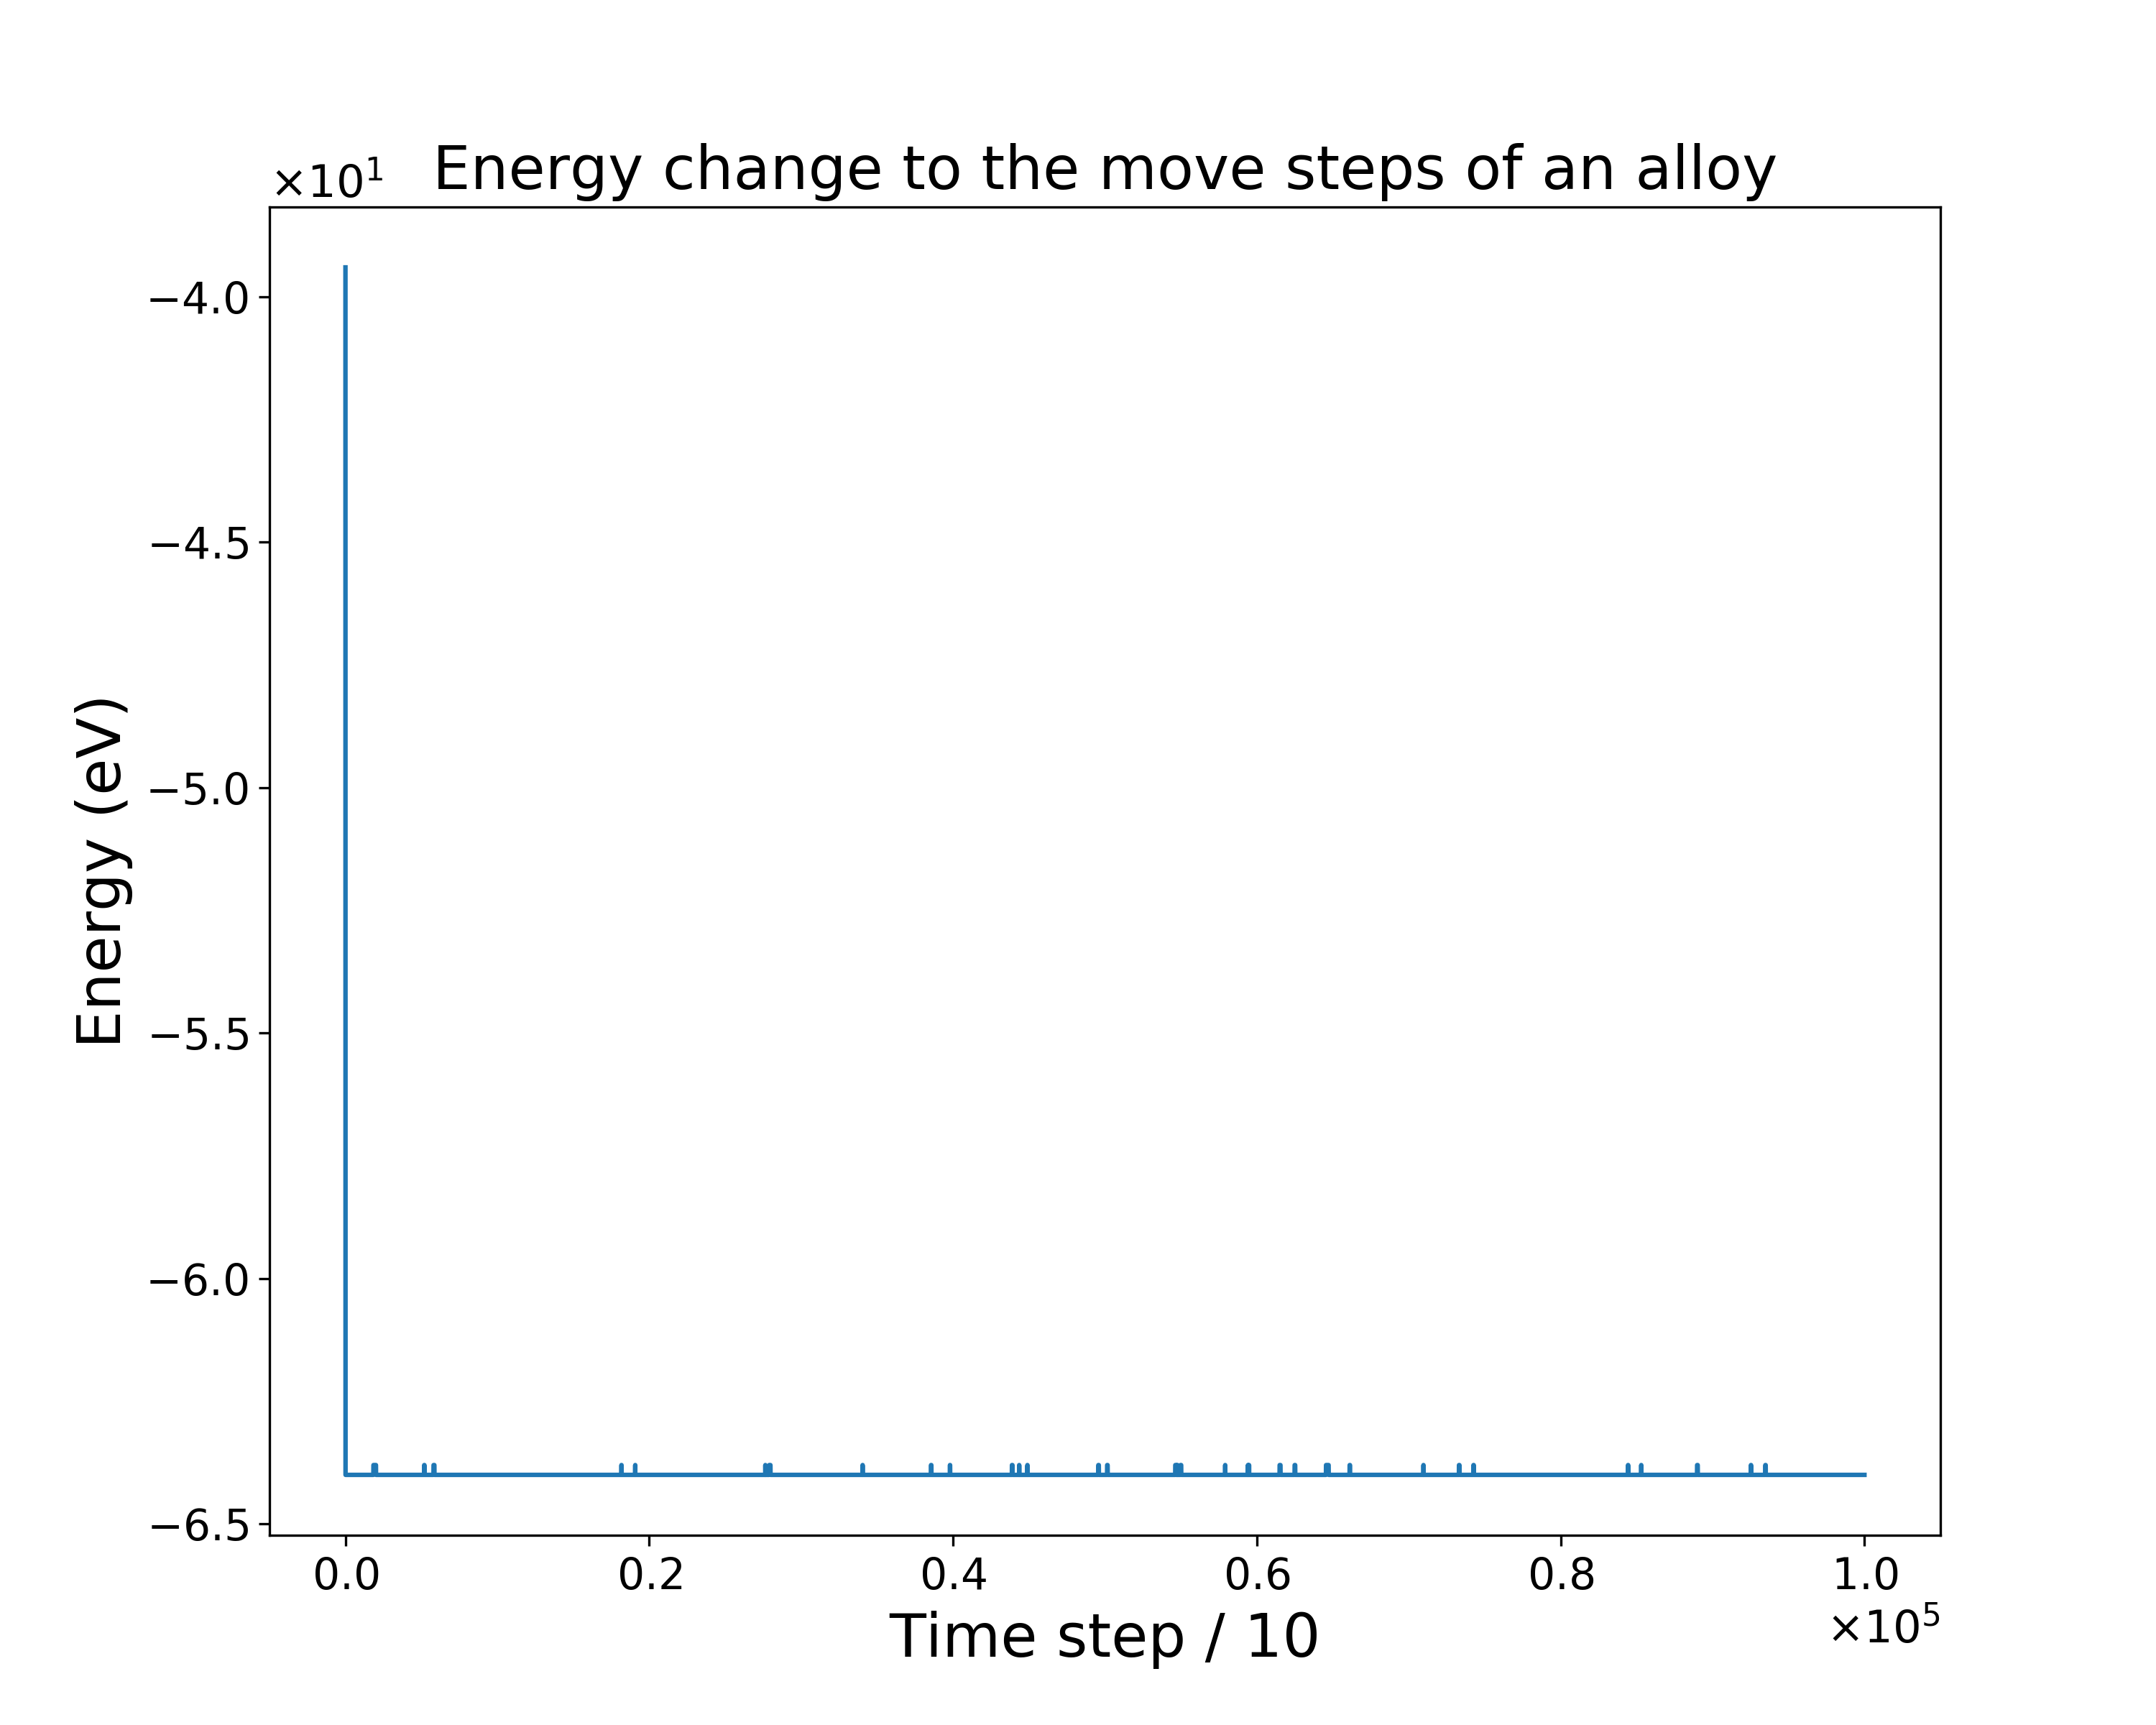 ×10¹
Energy change to the move steps of an alloy
−4.0
−4.5
−5.0
−5.5
−6.0
−6.5
Energy (eV)
0.0 0.2 0.4 0.6 0.8 1.0
×10⁵
Time step / 10